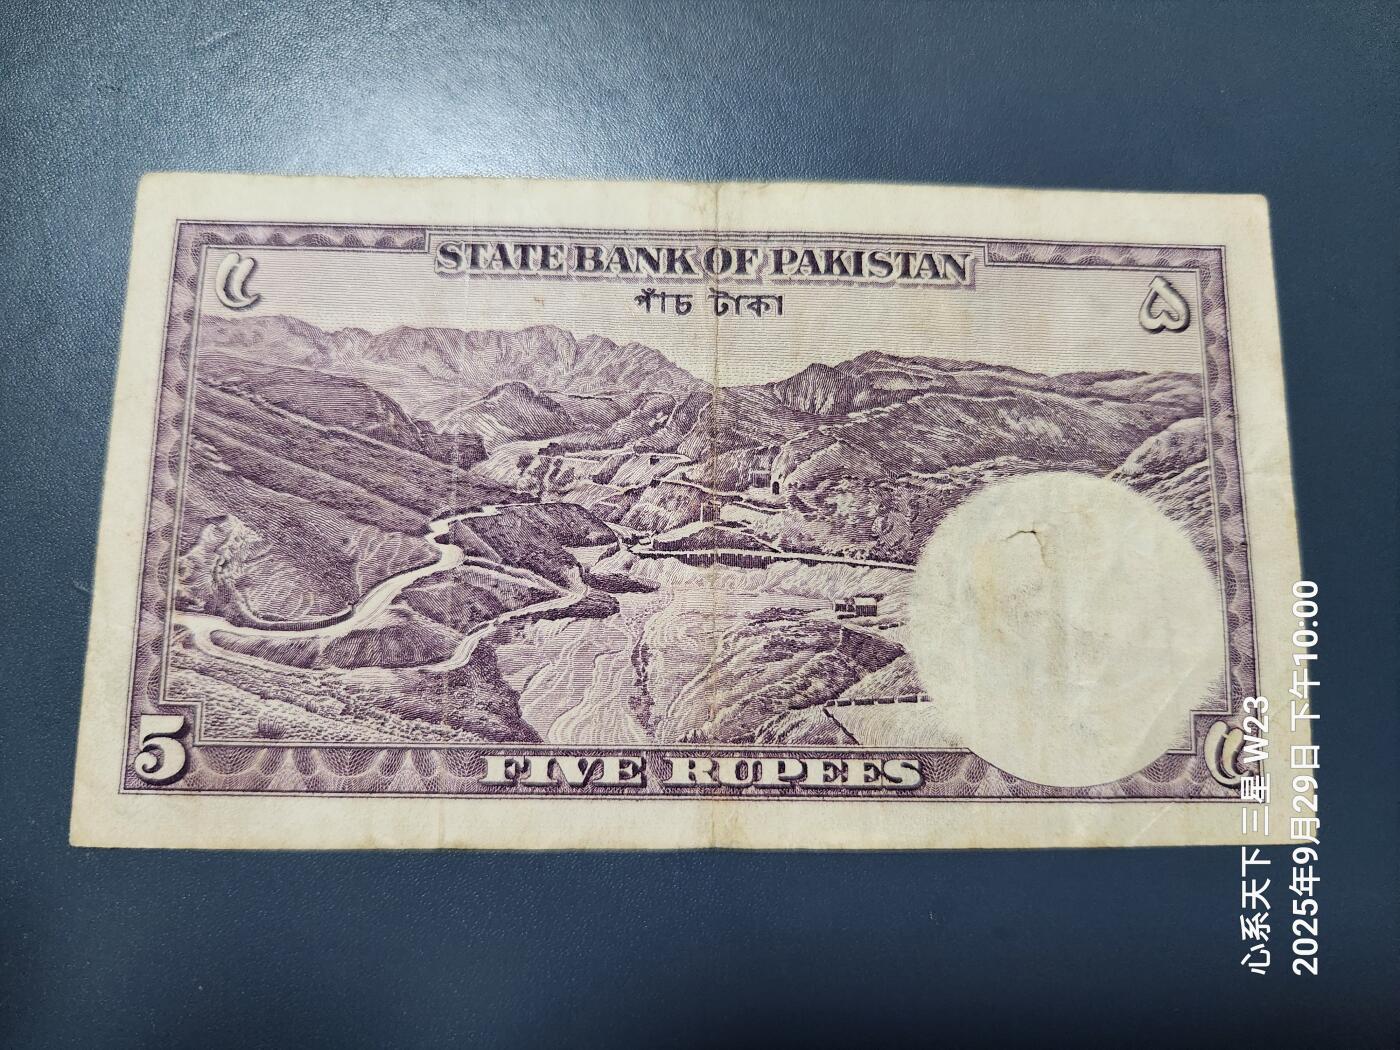 STATE BANK OF PAKISTAN
পাঁচ টাকা
۵
5
FIVE RUPEES
心系天下三星 W23
2025年9月29日 下午10:00